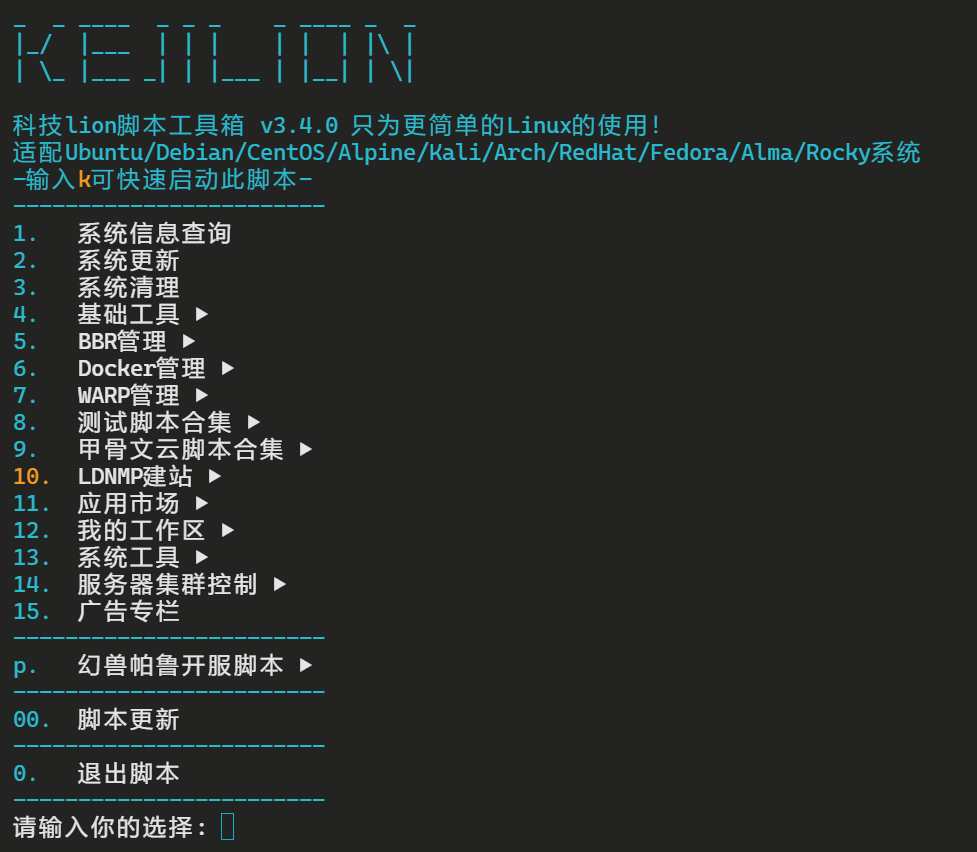 _  _ ____  _ _ _    _ ____ _  _
|_/  |___  | | |    | |  | |\ |
| \_ |___ _| | |___ | |__| | \|
科技lion脚本工具箱 v3.4.0 只为更简单的Linux的使用！
适配Ubuntu/Debian/CentOS/Alpine/Kali/Arch/RedHat/Fedora/Alma/Rocky系统
-输入k可快速启动此脚本-
------------------------
1.   系统信息查询
2.   系统更新
3.   系统清理
4.   基础工具 ▶
5.   BBR管理 ▶
6.   Docker管理 ▶
7.   WARP管理 ▶
8.   测试脚本合集 ▶
9.   甲骨文云脚本合集 ▶
10.  LDNMP建站 ▶
11.  应用市场 ▶
12.  我的工作区 ▶
13.  系统工具 ▶
14.  服务器集群控制 ▶
15.  广告专栏
------------------------
p.   幻兽帕鲁开服脚本 ▶
------------------------
00.  脚本更新
------------------------
0.   退出脚本
------------------------
请输入你的选择: